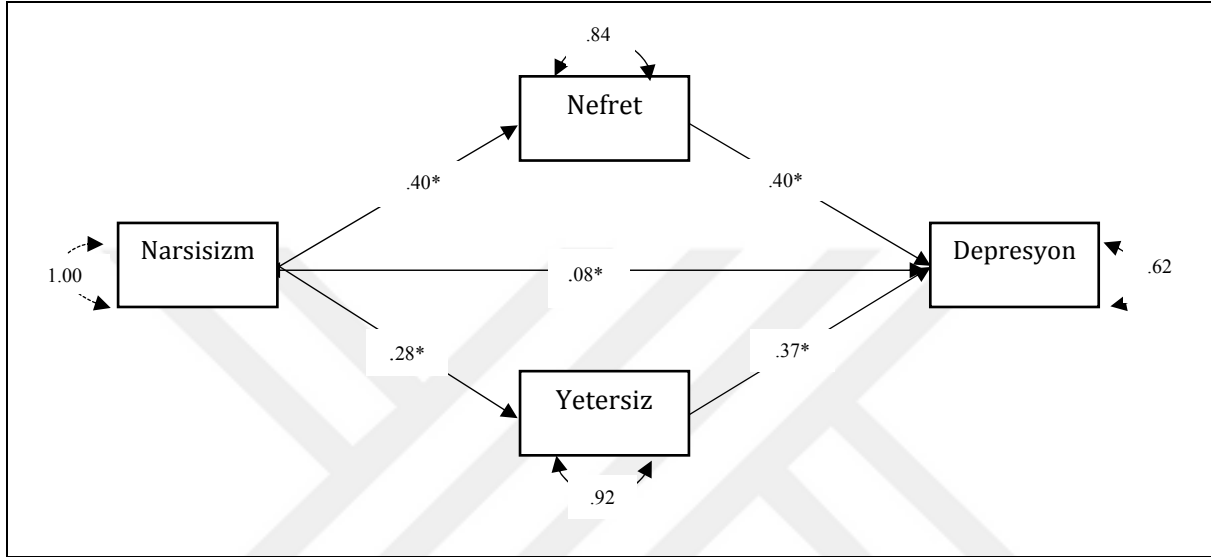 .84
Nefret
.40*
.40*
Narsisizm
Depresyon
1.00
.08*
.62
.28*
.37*
Yetersiz
.92